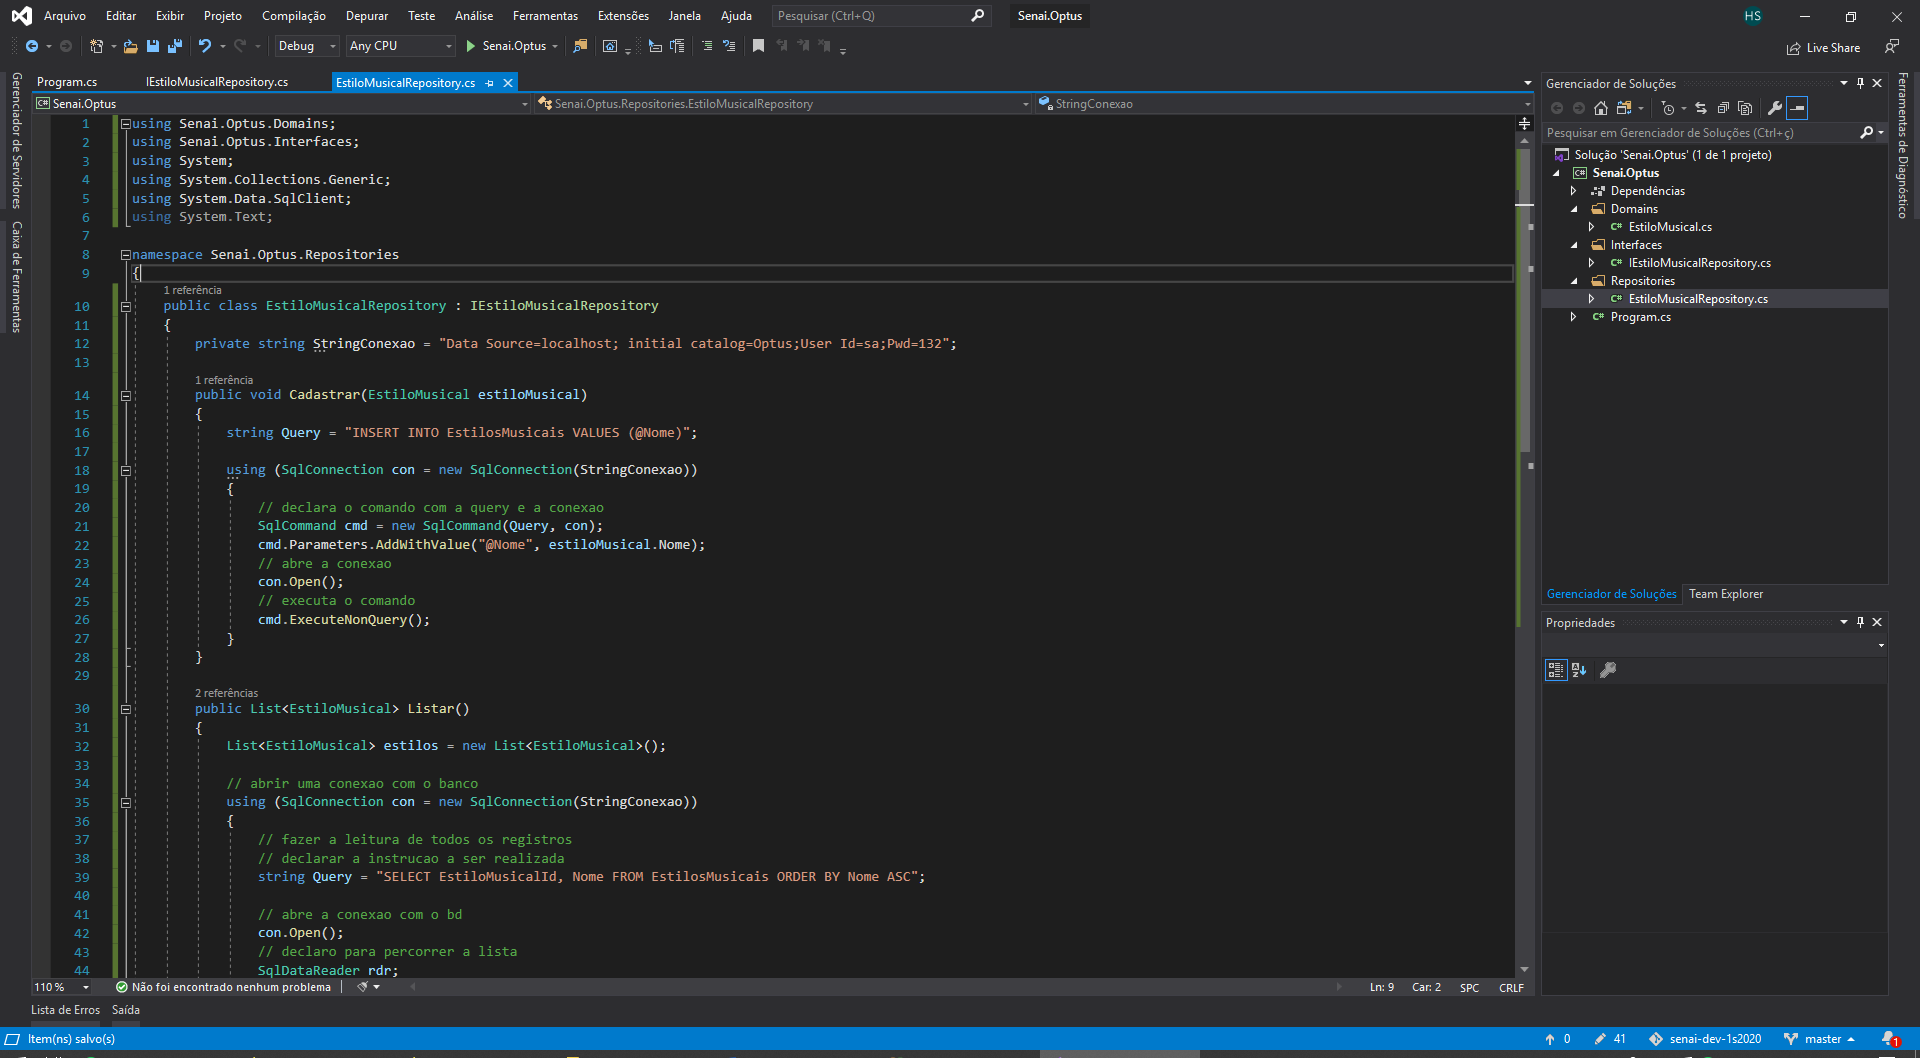 Arquivo Editar Exibir Projeto Compilação Depurar Teste Análise Ferramentas Extensões Janela Ajuda Pesquisar (Ctrl+Q) Senai.Optus HS
Debug Any CPU Senai.Optus Live Share
Gerenciador de Servidores
Caixa de Ferramentas
Program.cs IEstiloMusicalRepository.cs EstiloMusicalRepository.cs
C# Senai.Optus Senai.Optus.Repositories.EstiloMusicalRepository StringConexao
1 using Senai.Optus.Domains;
2 using Senai.Optus.Interfaces;
3 using System;
4 using System.Collections.Generic;
5 using System.Data.SqlClient;
6 using System.Text;
7
8 namespace Senai.Optus.Repositories
9 {
1 referência
10 public class EstiloMusicalRepository : IEstiloMusicalRepository
11 {
12 private string StringConexao = "Data Source=localhost; initial catalog=Optus;User Id=sa;Pwd=132";
13
1 referência
14 public void Cadastrar(EstiloMusical estiloMusical)
15 {
16 string Query = "INSERT INTO EstilosMusicais VALUES (@Nome)";
17
18 using (SqlConnection con = new SqlConnection(StringConexao))
19 {
20 // declara o comando com a query e a conexao
21 SqlCommand cmd = new SqlCommand(Query, con);
22 cmd.Parameters.AddWithValue("@Nome", estiloMusical.Nome);
23 // abre a conexao
24 con.Open();
25 // executa o comando
26 cmd.ExecuteNonQuery();
27 }
28 }
29
2 referências
30 public List<EstiloMusical> Listar()
31 {
32 List<EstiloMusical> estilos = new List<EstiloMusical>();
33
34 // abrir uma conexao com o banco
35 using (SqlConnection con = new SqlConnection(StringConexao))
36 {
37 // fazer a leitura de todos os registros
38 // declarar a instrucao a ser realizada
39 string Query = "SELECT EstiloMusicalId, Nome FROM EstilosMusicais ORDER BY Nome ASC";
40
41 // abre a conexao com o bd
42 con.Open();
43 // declaro para percorrer a lista
44 SqlDataReader rdr;
110 % Não foi encontrado nenhum problema Ln: 9 Car: 2 SPC CRLF
Lista de Erros Saída
Gerenciador de Soluções
Pesquisar em Gerenciador de Soluções (Ctrl+ç)
Solução 'Senai.Optus' (1 de 1 projeto)
C# Senai.Optus
Dependências
Domains
C# EstiloMusical.cs
Interfaces
C# IEstiloMusicalRepository.cs
Repositories
C# EstiloMusicalRepository.cs
C# Program.cs
Gerenciador de Soluções Team Explorer
Propriedades
Ferramentas de Diagnóstico
Item(ns) salvo(s) 0 41 senai-dev-1s2020 master 1